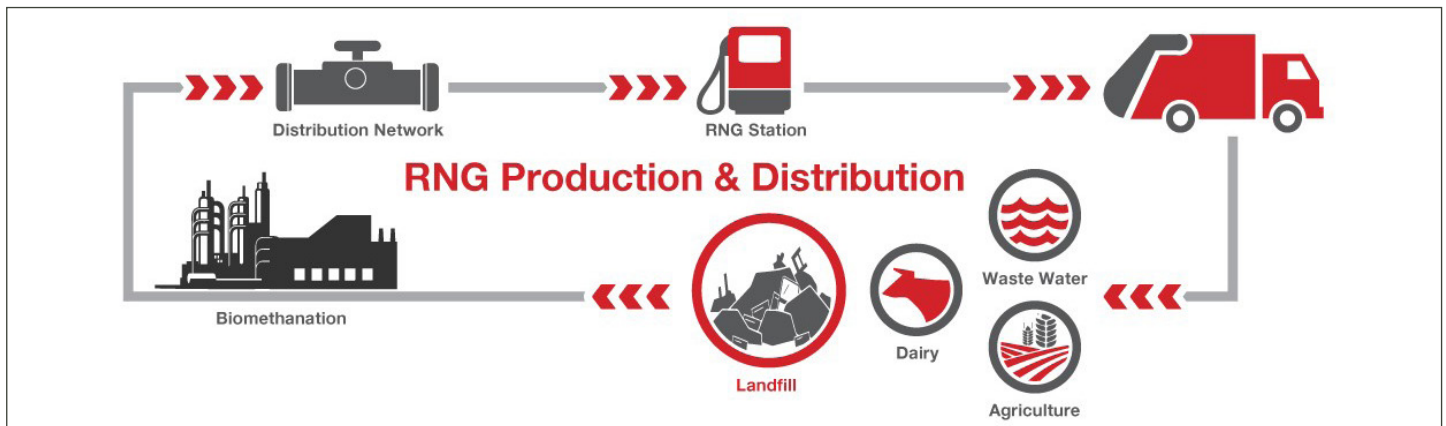 Distribution Network
RNG Station
RNG Production & Distribution
Biomethanation
Landfill
Dairy
Waste Water
Agriculture